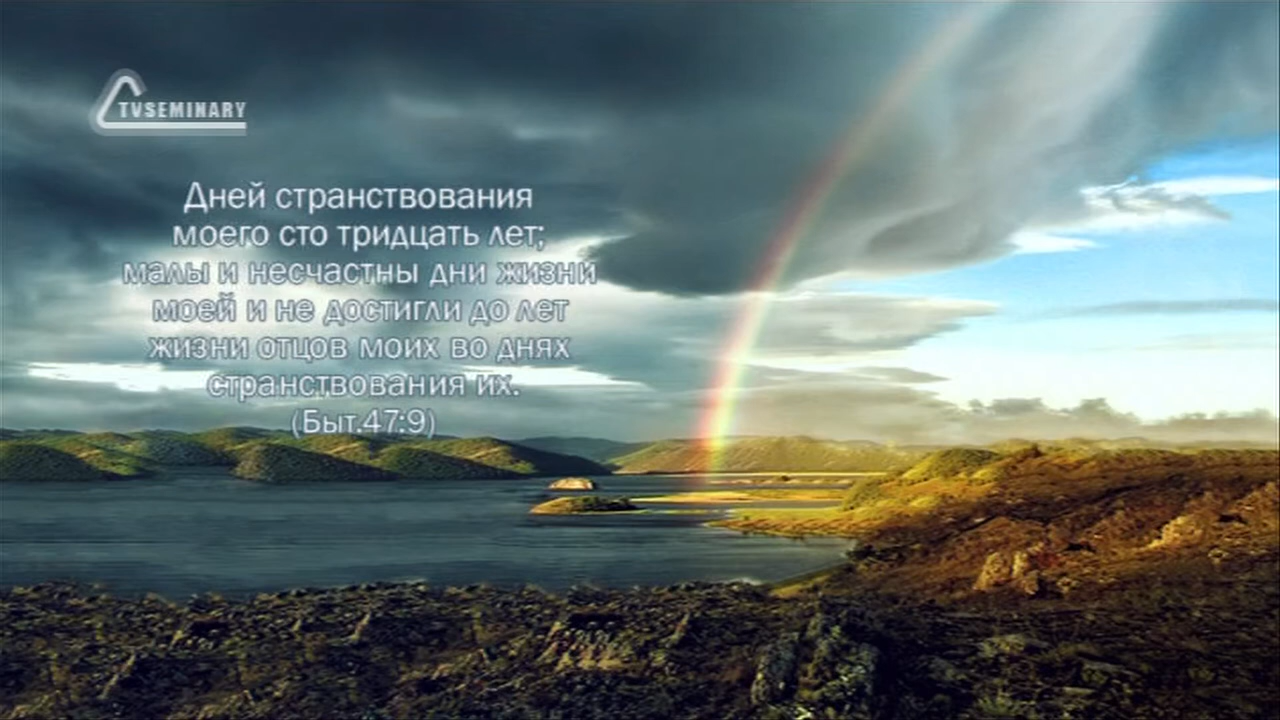 TVSEMINARY
Дней странствования
моего сто тридцать лет;
малы и несчастны дни жизни
моей и не достигли до лет
жизни отцов моих во днях
странствования их.
(Быт.47:9)